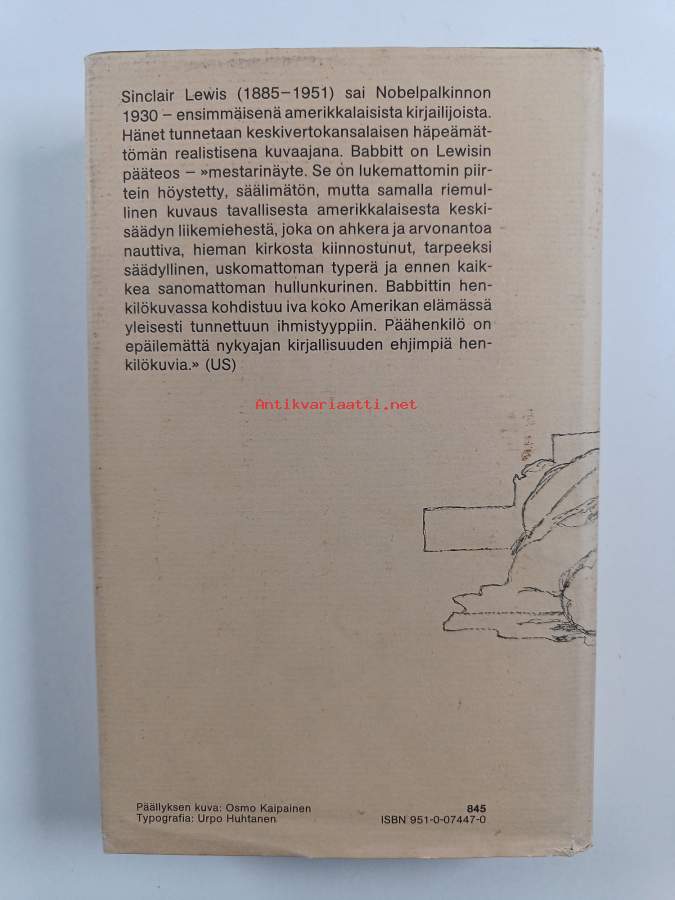 Sinclair Lewis (1885–1951) sai Nobelpalkinnon
1930 – ensimmäisenä amerikkalaisista kirjailijoista.
Hänet tunnetaan keskivertokansalaisen häpeämät-
tömän realistisena kuvaajana. Babbitt on Lewisin
pääteos – »mestarinäyte. Se on lukemattomin piir-
tein höystetty, säälimätön, mutta samalla riemul-
linen kuvaus tavallisesta amerikkalaisesta keski-
säädyn liikemiehestä, joka on ahkera ja arvonantoa
nauttiva, hieman kirkosta kiinnostunut, tarpeeksi
säädyllinen, uskomattoman typerä ja ennen kaik-
kea sanomattoman hullunkurinen. Babbittin hen-
kilökuvassa kohdistuu iva koko Amerikan elämässä
yleisesti tunnettuun ihmistyyppiin. Päähenkilö on
epäilemättä nykyajan kirjallisuuden ehjimpiä hen-
kilökuvia.» (US)
Antikvariaatti.net
Päällyksen kuva: Osmo Kaipainen
Typografia: Urpo Huhtanen
845
ISBN 951-0-07447-0